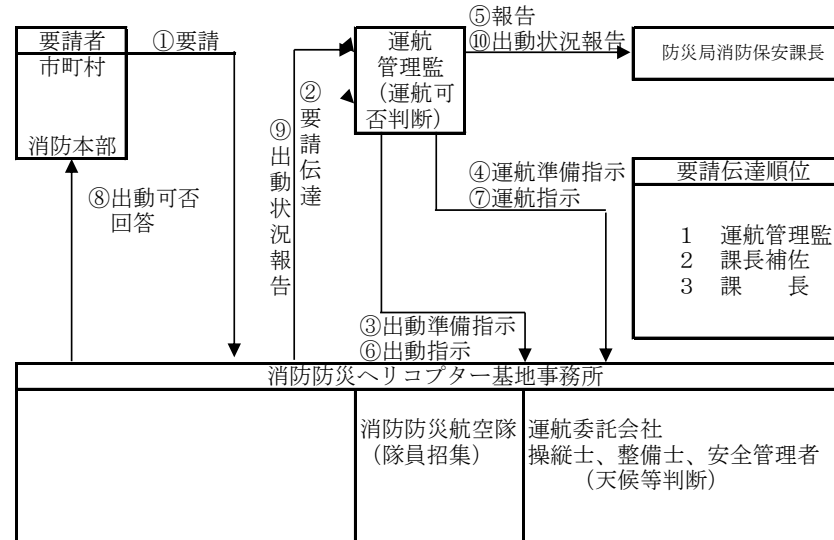 要請者
市町村
消防本部
①要請
②要請伝達
⑨出動状況報告
運航
管理監
（運航可
否判断）
⑤報告
⑩出動状況報告
防災局消防保安課長
④運航準備指示
⑦運航指示
要請伝達順位
1　運航管理監
2　課長補佐
3　課　　長
⑧出動可否
回答
③出動準備指示
⑥出動指示
消防防災ヘリコプター基地事務所
消防防災航空隊
（隊員招集）
運航委託会社
操縦士、整備士、安全管理者
（天候等判断）